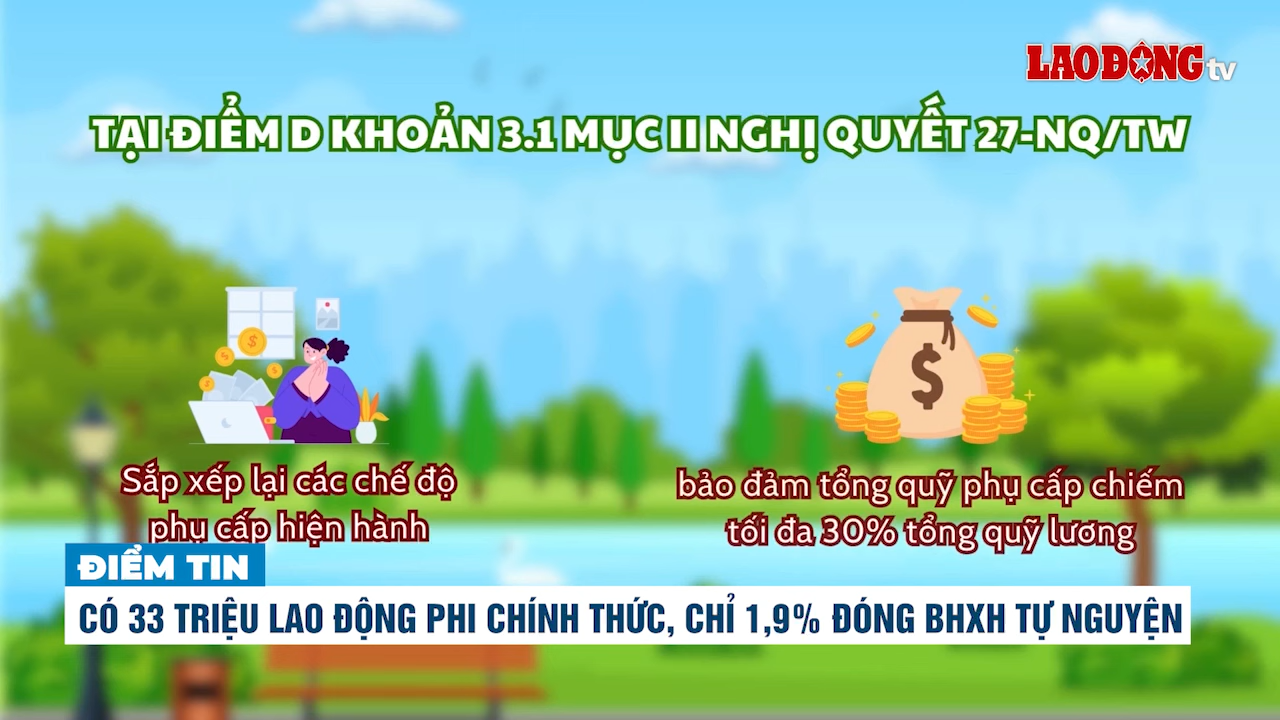 LAO ĐỘNG tv
TẠI ĐIỂM D KHOẢN 3.1 MỤC II NGHỊ QUYẾT 27-NQ/TW
Sắp xếp lại các chế độ
phụ cấp hiện hành
bảo đảm tổng quỹ phụ cấp chiếm
tối đa 30% tổng quỹ lương
ĐIỂM TIN
CÓ 33 TRIỆU LAO ĐỘNG PHI CHÍNH THỨC, CHỈ 1,9% ĐÓNG BHXH TỰ NGUYỆN